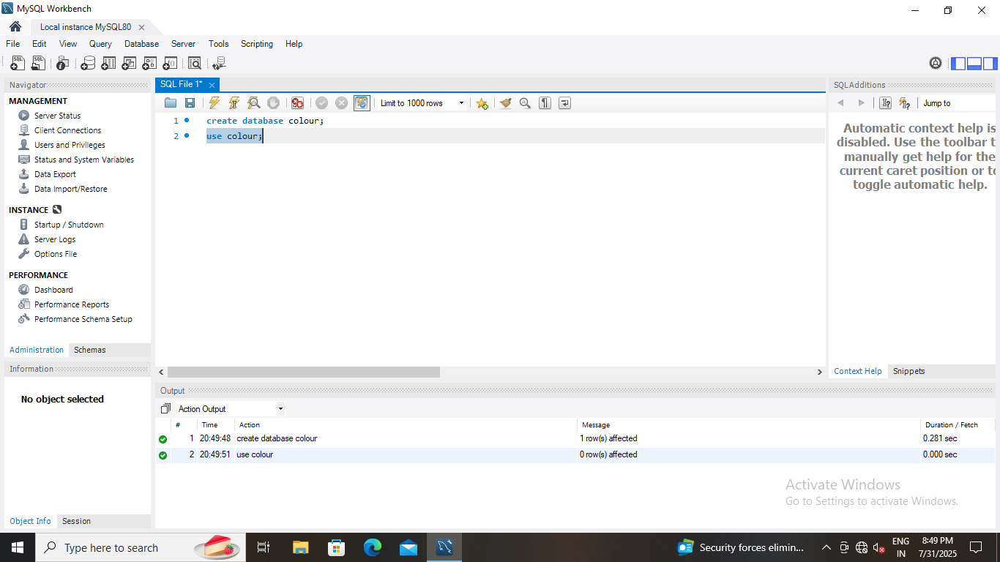 MySQL Workbench
Local instance MySQL80
File Edit View Query Database Server Tools Scripting Help
Navigator
MANAGEMENT
Server Status
Client Connections
Users and Privileges
Status and System Variables
Data Export
Data Import/Restore
INSTANCE
Startup / Shutdown
Server Logs
Options File
PERFORMANCE
Dashboard
Performance Reports
Performance Schema Setup
Administration Schemas
Information
No object selected
Object Info Session
SQL File 1*
Limit to 1000 rows
1 create database colour;
2 use colour;
SQLAdditions
Jump to
Automatic context help is
disabled. Use the toolbar t
manually get help for the
current caret position or to
toggle automatic help.
Context Help Snippets
Output
Action Output
# Time Action Message Duration / Fetch
1 20:49:48 create database colour 1 row(s) affected 0.281 sec
2 20:49:51 use colour 0 row(s) affected 0.000 sec
Activate Windows
Go to Settings to activate Windows.
Type here to search
Security forces elimin...
ENG
IN
8:49 PM
7/31/2025